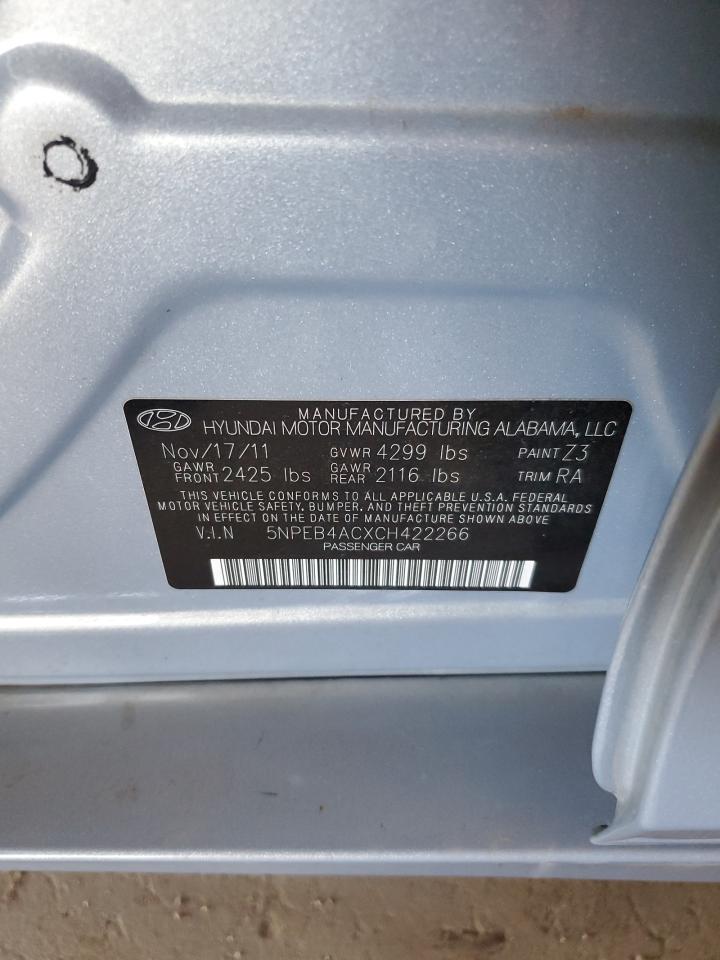 MANUFACTURED BY
HYUNDAI MOTOR MANUFACTURING ALABAMA, LLC
Nov/17/11 GVWR 4299 lbs PAINT Z3
GAWR FRONT 2425 lbs GAWR REAR 2116 lbs TRIM RA
THIS VEHICLE CONFORMS TO ALL APPLICABLE U.S.A. FEDERAL
MOTOR VEHICLE SAFETY, BUMPER, AND THEFT PREVENTION STANDARDS
IN EFFECT ON THE DATE OF MANUFACTURE SHOWN ABOVE.
V.I.N 5NPEB4ACXCH422266
PASSENGER CAR